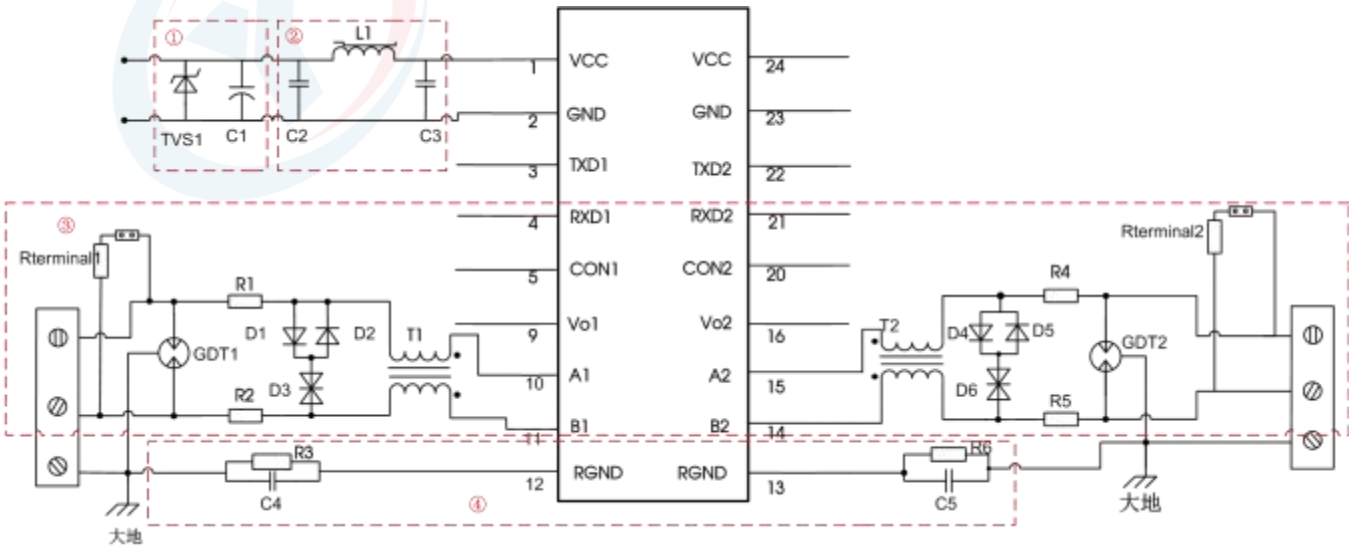 ① ② L1
VCC VCC
1 24
TVS1 C1 C2 C3
GND GND
2 23
TXD1 TXD2
3 22
③
RXD1 RXD2
4 21
Rterminal1 Rterminal2
CON1 CON2
5 20
R1 R4
D1 D2 T1 Vo1 Vo2 T2 D4 D5
9 16
GDT1 GDT2
D3 A1 A2 D6
10 15
R2 R5
B1 B2
11 14
R3 R6
RGND RGND
12 13
C4 ④ C5
大地 大地